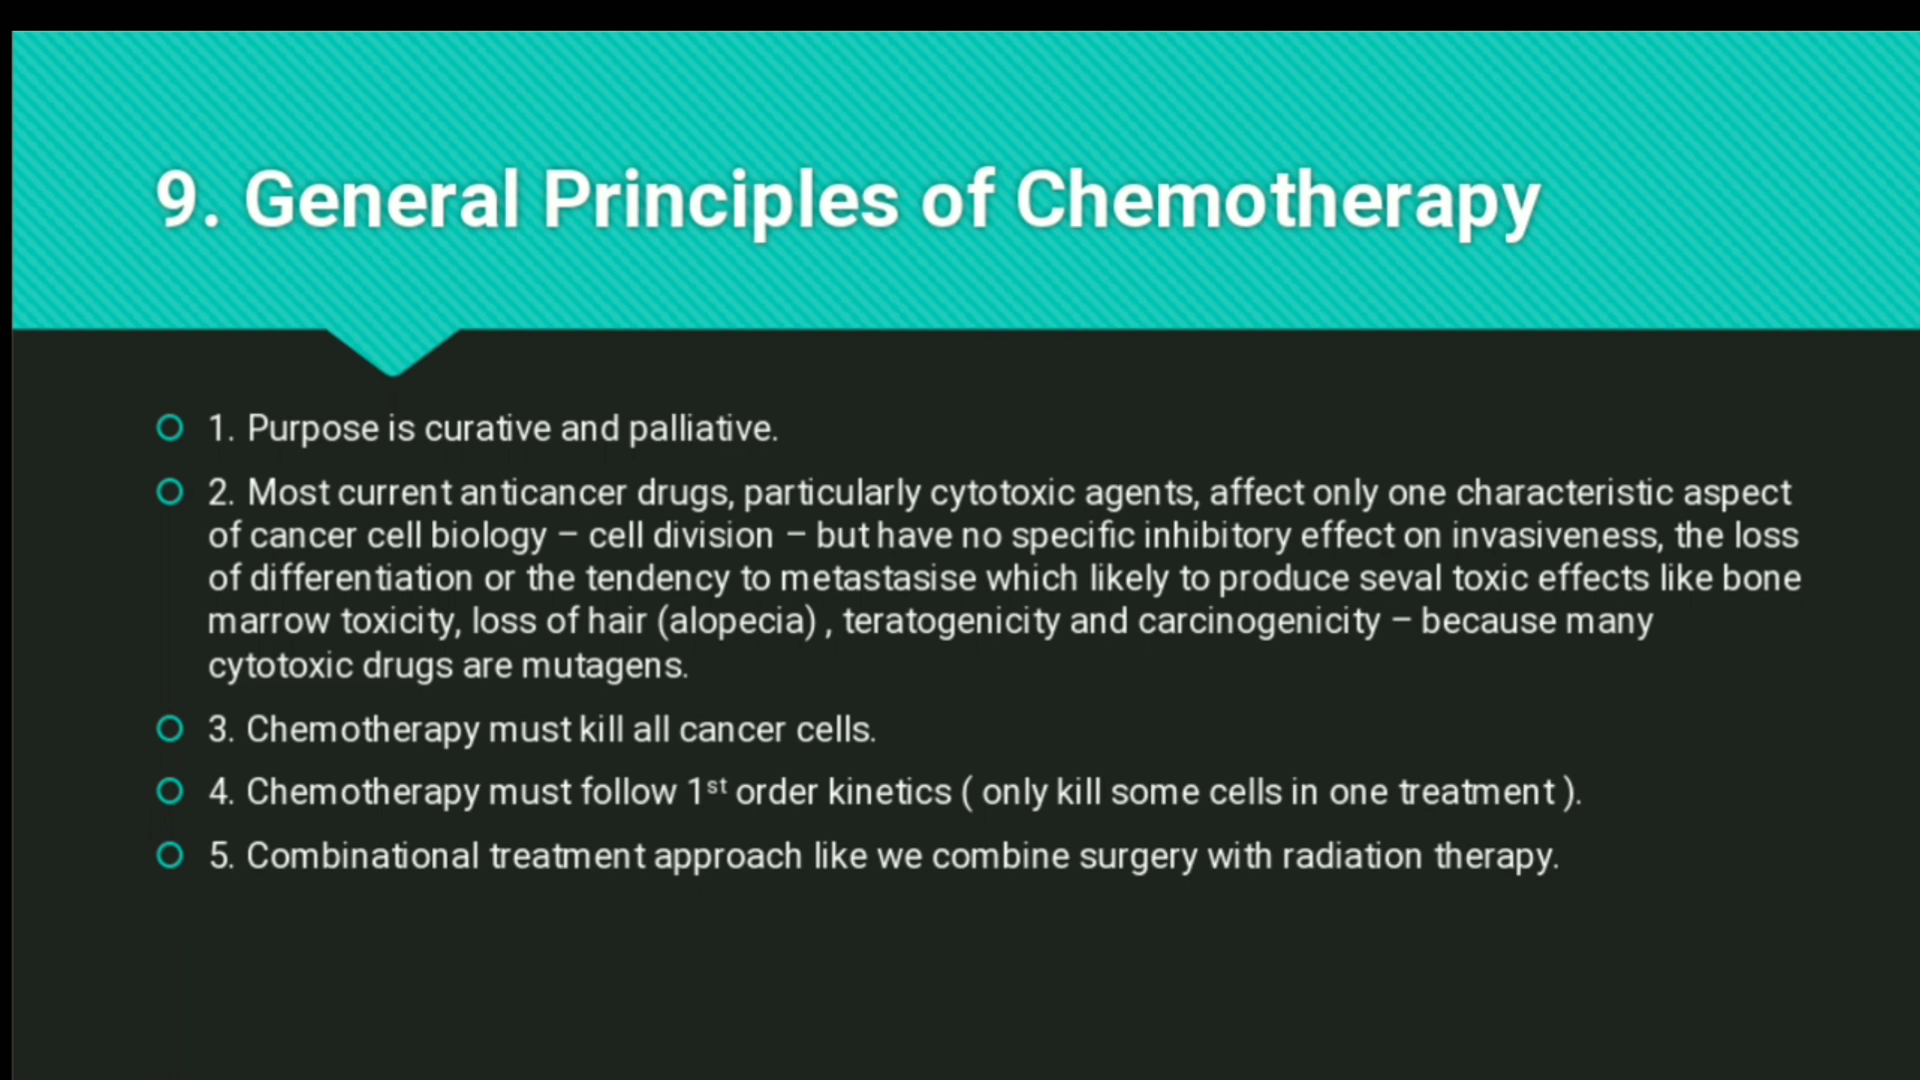 9. General Principles of Chemotherapy
1. Purpose is curative and palliative.
2. Most current anticancer drugs, particularly cytotoxic agents, affect only one characteristic aspect
of cancer cell biology – cell division – but have no specific inhibitory effect on invasiveness, the loss
of differentiation or the tendency to metastasise which likely to produce seval toxic effects like bone
marrow toxicity, loss of hair (alopecia) , teratogenicity and carcinogenicity – because many
cytotoxic drugs are mutagens.
3. Chemotherapy must kill all cancer cells.
4. Chemotherapy must follow 1st order kinetics ( only kill some cells in one treatment ).
5. Combinational treatment approach like we combine surgery with radiation therapy.